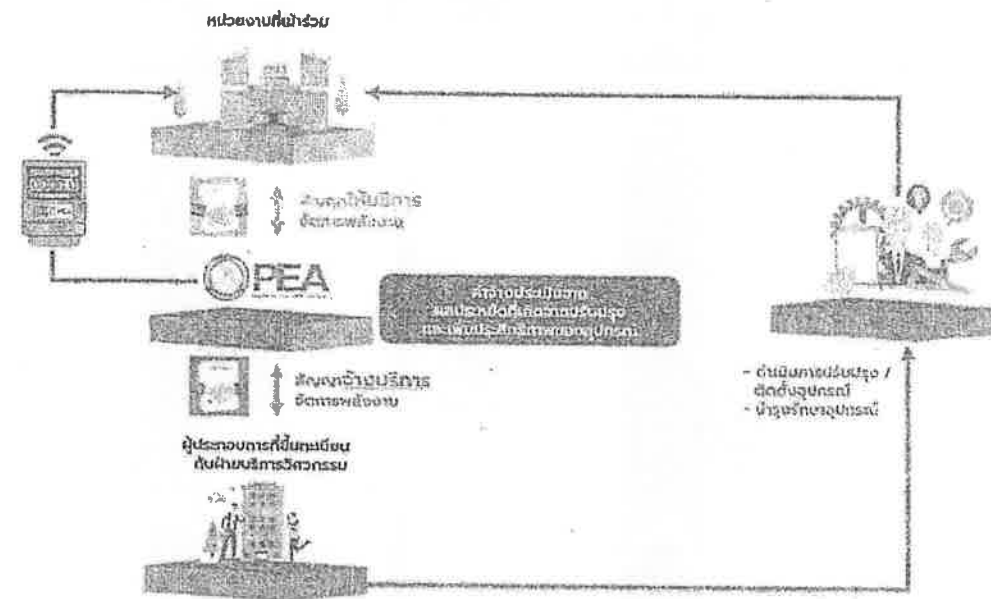 หน่วยงานที่เข้าร่วม
สัญญาให้บริการ
จัดการพลังงาน
PEA
ค่าจ้างประเมินจาก
ผลประหยัดที่เกิดจากปรับปรุง
และเพิ่มประสิทธิภาพของอุปกรณ์
สัญญาจ้างบริการ
จัดการพลังงาน
- ดำเนินการปรับปรุง /
ติดตั้งอุปกรณ์
- บำรุงรักษาอุปกรณ์
ผู้ประกอบการที่ขึ้นทะเบียน
กับฝ่ายบริการวิศวกรรม